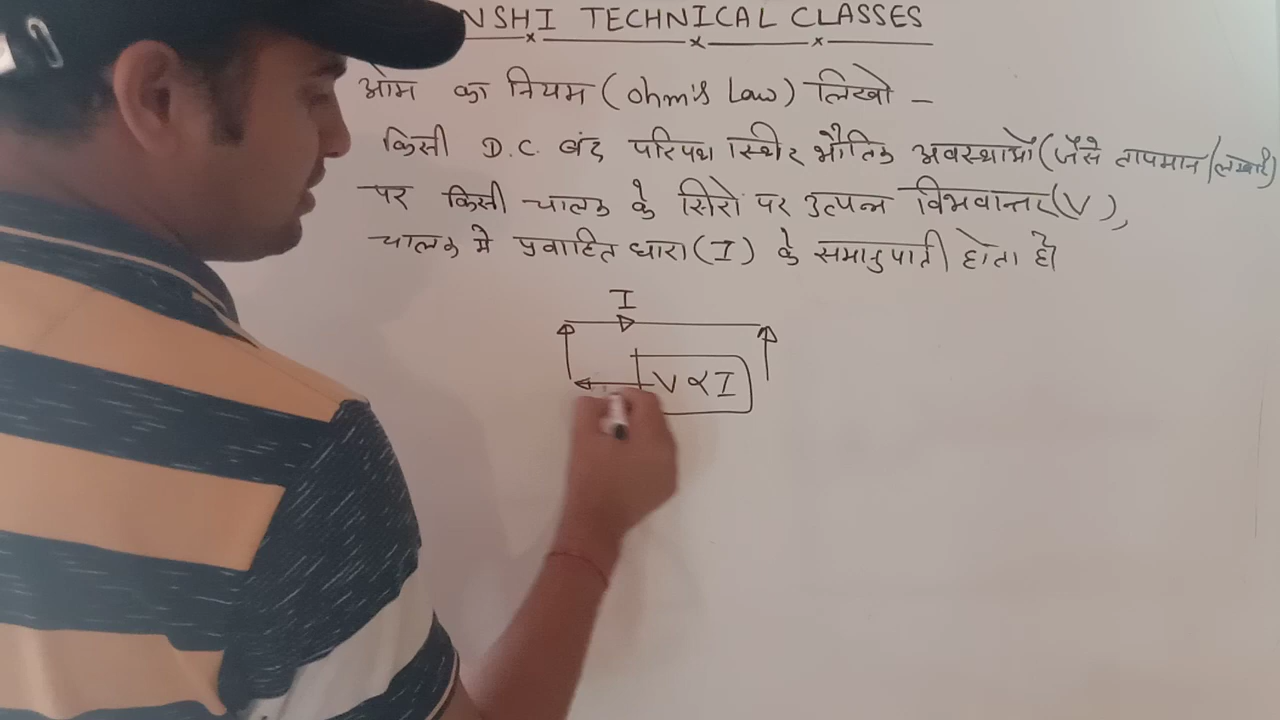 NSHI TECHNICAL CLASSES
ओम का नियम (ohm's Law) लिखो -
किसी D.C. बंद परिपथ स्थिर भौतिक अवस्थाओं (जैसे तापमान/लम्बाई)
पर किसी चालक के सिरों पर उत्पन्न विभवान्तर (V),
चालक मे प्रवाहित धारा (I) के समानुपाती होता है।
I
V ∝ I